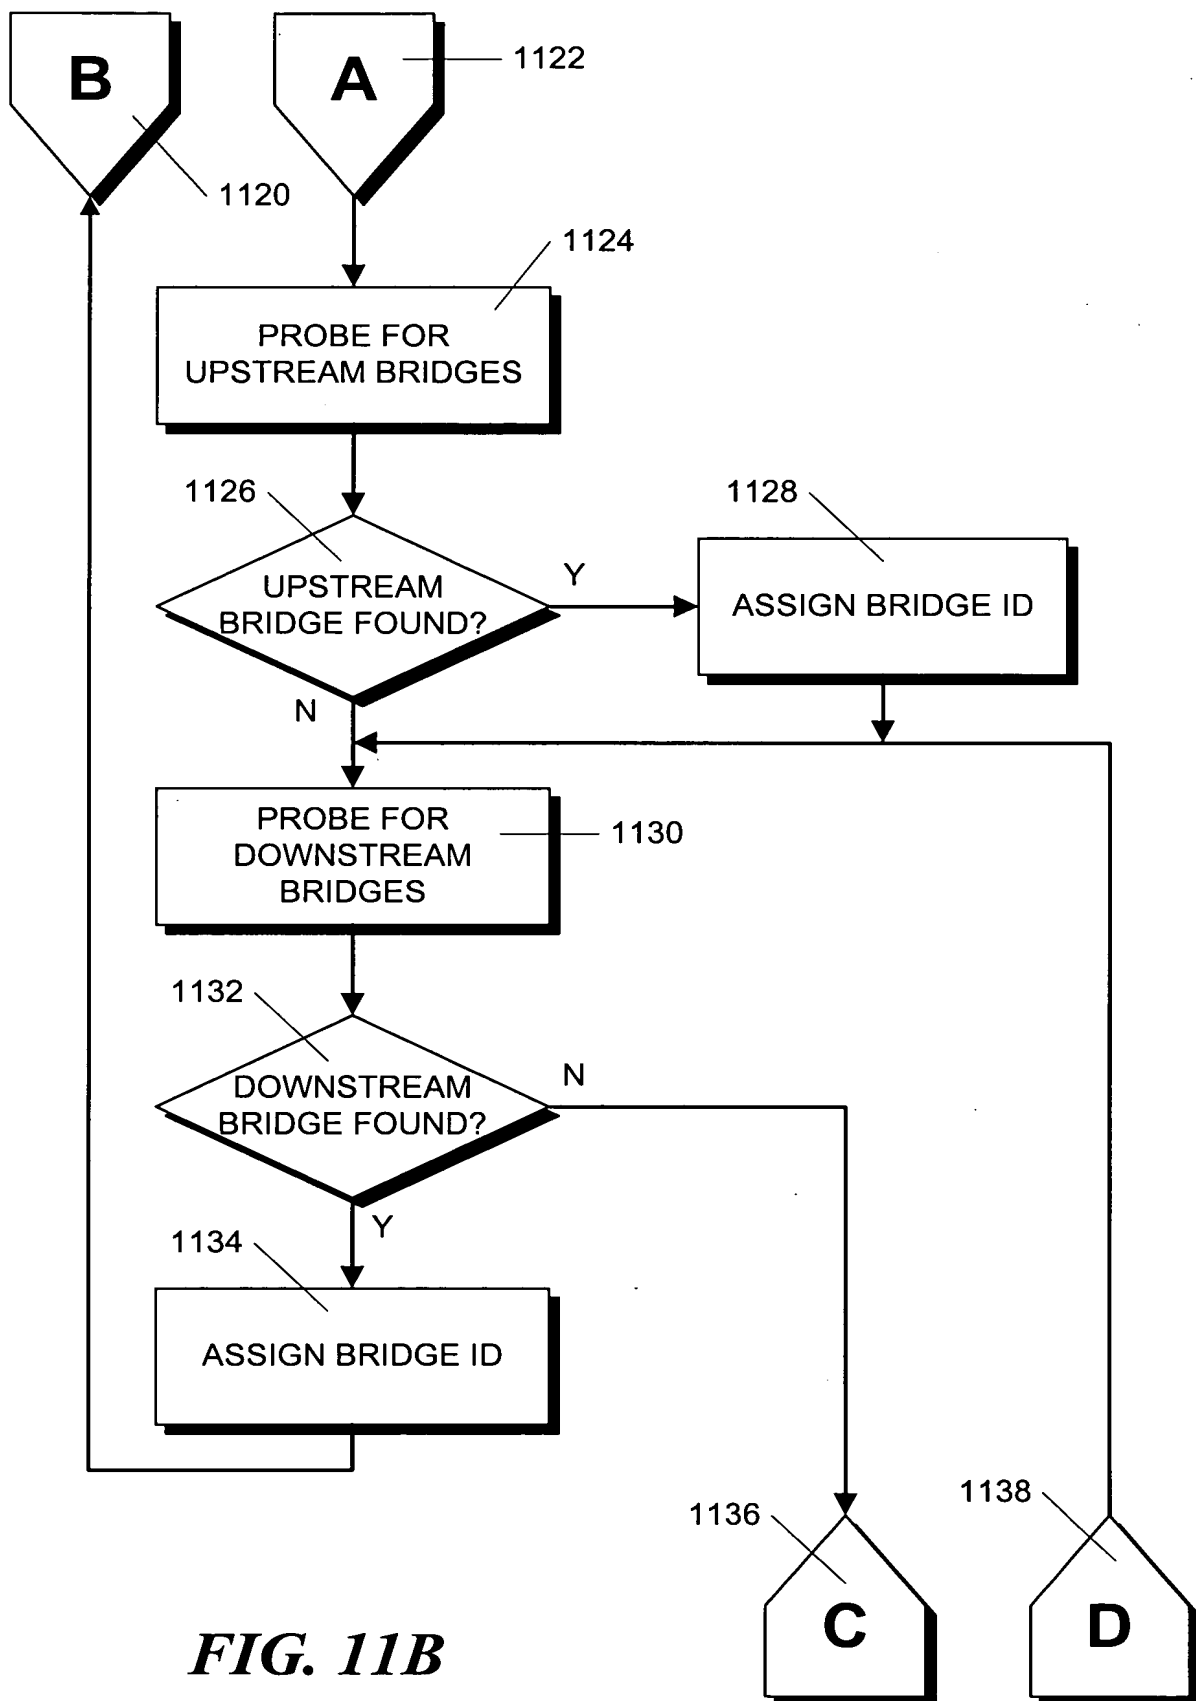 B
A
1122
1120
1124
PROBE FOR
UPSTREAM BRIDGES
1126
1128
UPSTREAM
BRIDGE FOUND?
Y
ASSIGN BRIDGE ID
N
PROBE FOR
DOWNSTREAM
BRIDGES
1130
1132
DOWNSTREAM
BRIDGE FOUND?
N
Y
1134
ASSIGN BRIDGE ID
1136
1138
C
D
FIG. 11B